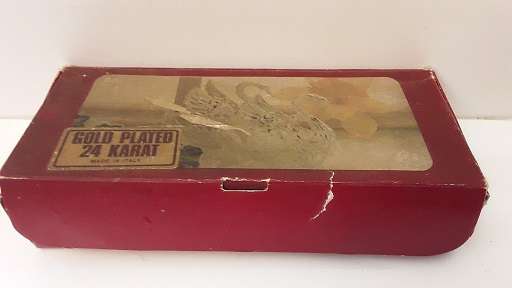 GOLD PLATED
24 KARAT
MADE IN ITALY